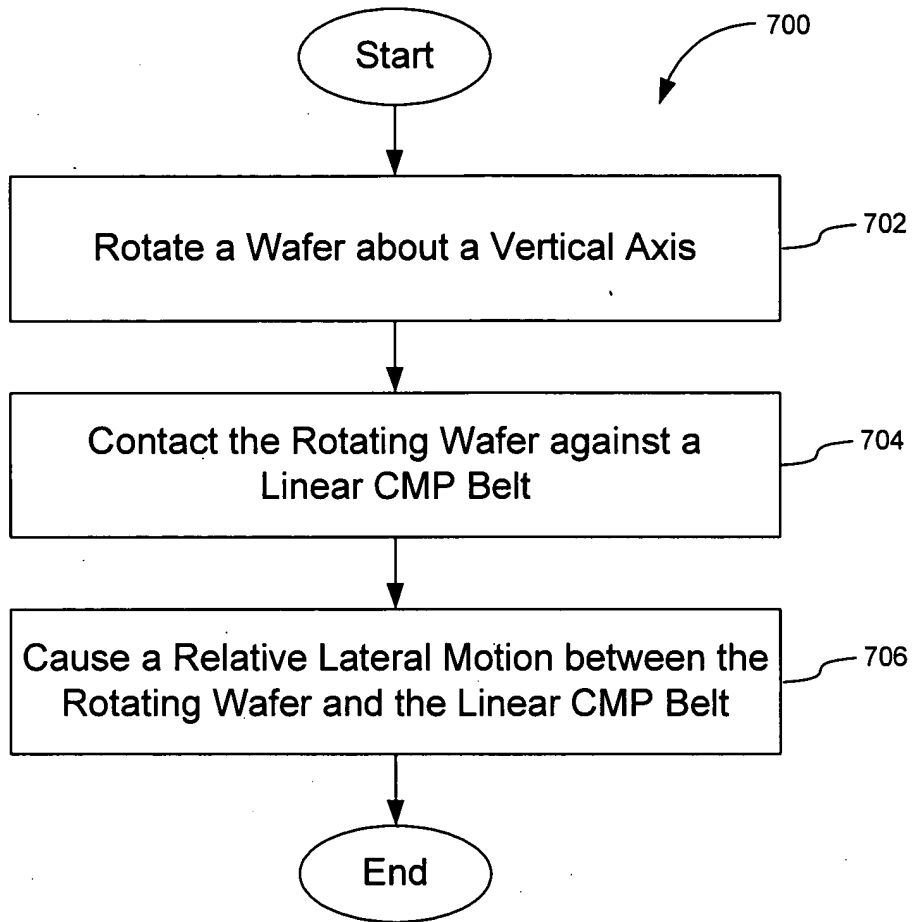 Start
700
Rotate a Wafer about a Vertical Axis
702
Contact the Rotating Wafer against a
Linear CMP Belt
704
Cause a Relative Lateral Motion between the
Rotating Wafer and the Linear CMP Belt
706
End